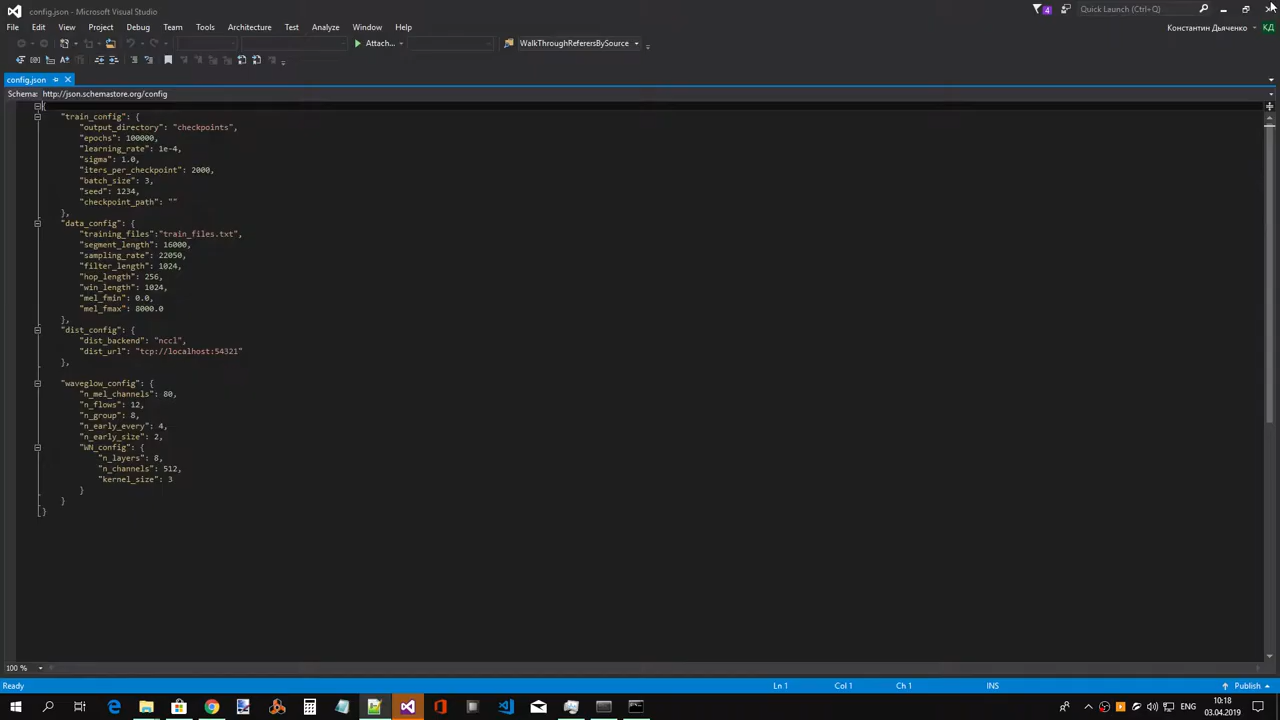 config.json - Microsoft Visual Studio
4
Quick Launch (Ctrl+Q)
File Edit View Project Debug Team Tools Architecture Test Analyze Window Help
Константин Дьяченко КД
Attach... WalkThroughReferersBySource
config.json
Schema: http://json.schemastore.org/config
{
"train_config": {
"output_directory": "checkpoints",
"epochs": 100000,
"learning_rate": 1e-4,
"sigma": 1.0,
"iters_per_checkpoint": 2000,
"batch_size": 3,
"seed": 1234,
"checkpoint_path": ""
},
"data_config": {
"training_files":"train_files.txt",
"segment_length": 16000,
"sampling_rate": 22050,
"filter_length": 1024,
"hop_length": 256,
"win_length": 1024,
"mel_fmin": 0.0,
"mel_fmax": 8000.0
},
"dist_config": {
"dist_backend": "nccl",
"dist_url": "tcp://localhost:54321"
},
"waveglow_config": {
"n_mel_channels": 80,
"n_flows": 12,
"n_group": 8,
"n_early_every": 4,
"n_early_size": 2,
"WN_config": {
"n_layers": 8,
"n_channels": 512,
"kernel_size": 3
}
}
}
100 %
Ready Ln 1 Col 1 Ch 1 INS Publish
10:18
03.04.2019